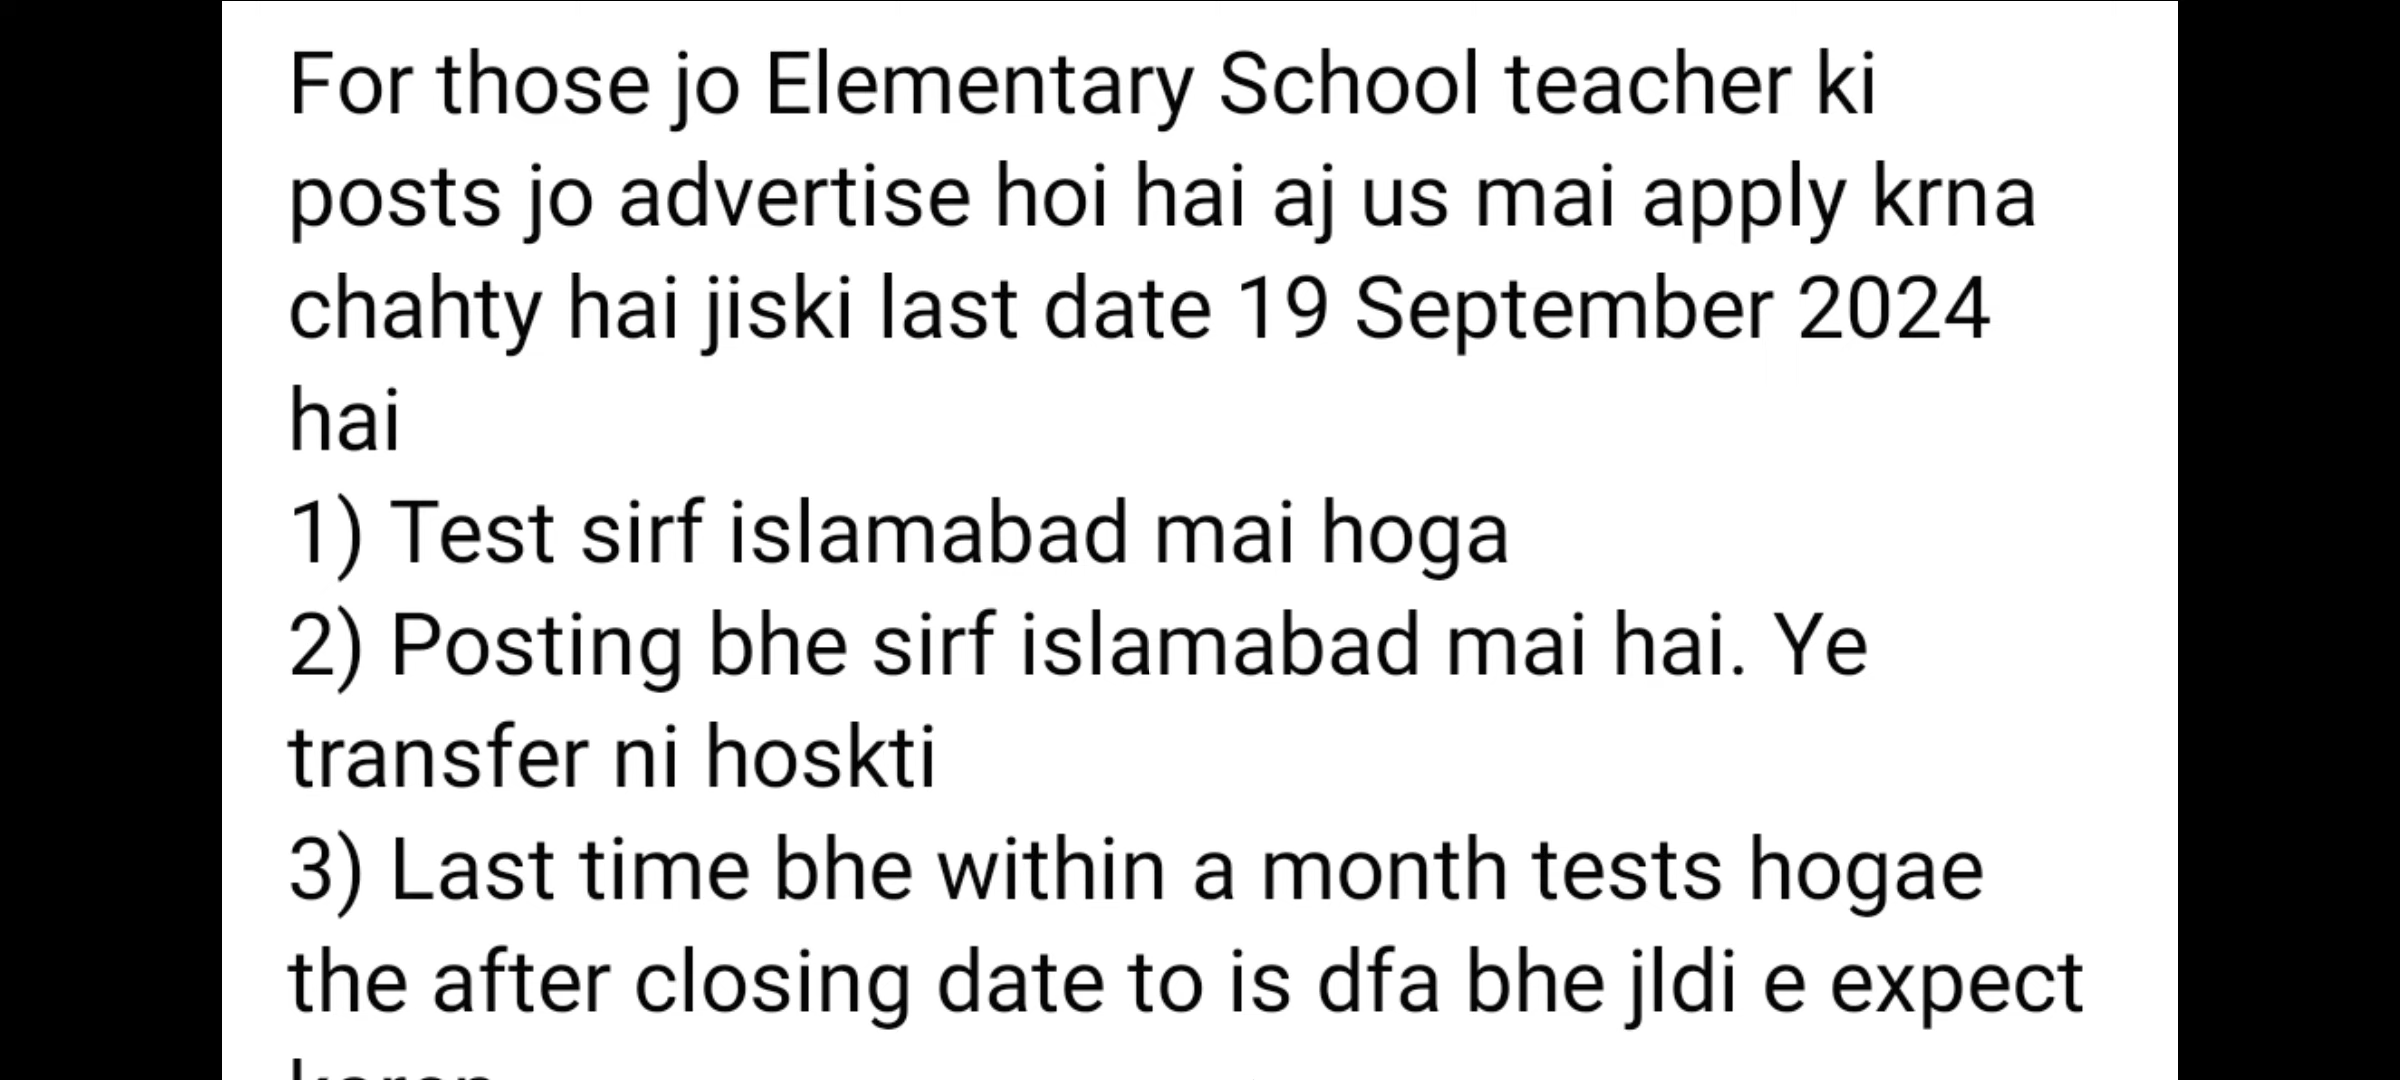 For those jo Elementary School teacher ki
posts jo advertise hoi hai aj us mai apply krna
chahty hai jiski last date 19 September 2024
hai
1) Test sirf islamabad mai hoga
2) Posting bhe sirf islamabad mai hai. Ye
transfer ni hoskti
3) Last time bhe within a month tests hogae
the after closing date to is dfa bhe jldi e expect